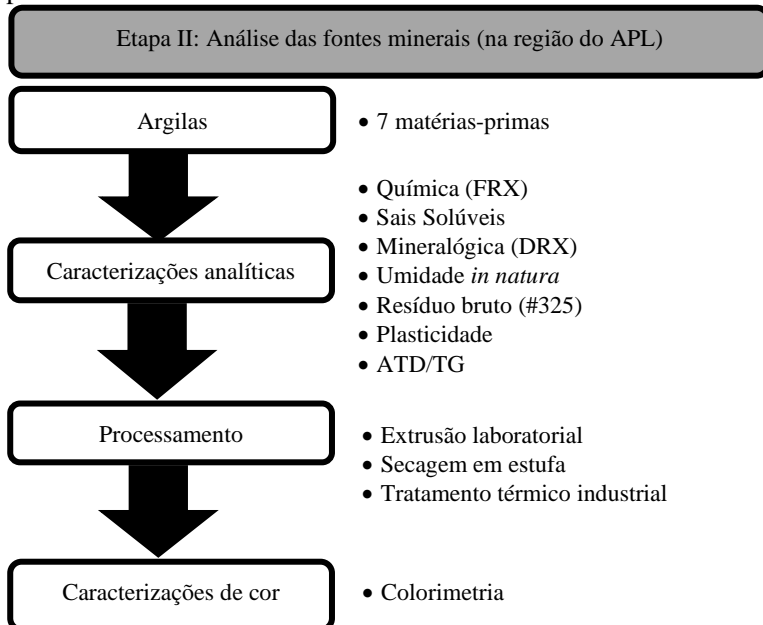 Etapa II: Análise das fontes minerais (na região do APL)
Argilas
• 7 matérias-primas
• Química (FRX)
• Sais Solúveis
• Mineralógica (DRX)
• Umidade in natura
• Resíduo bruto (#325)
• Plasticidade
• ATD/TG
Caracterizações analíticas
Processamento
• Extrusão laboratorial
• Secagem em estufa
• Tratamento térmico industrial
Caracterizações de cor
• Colorimetria